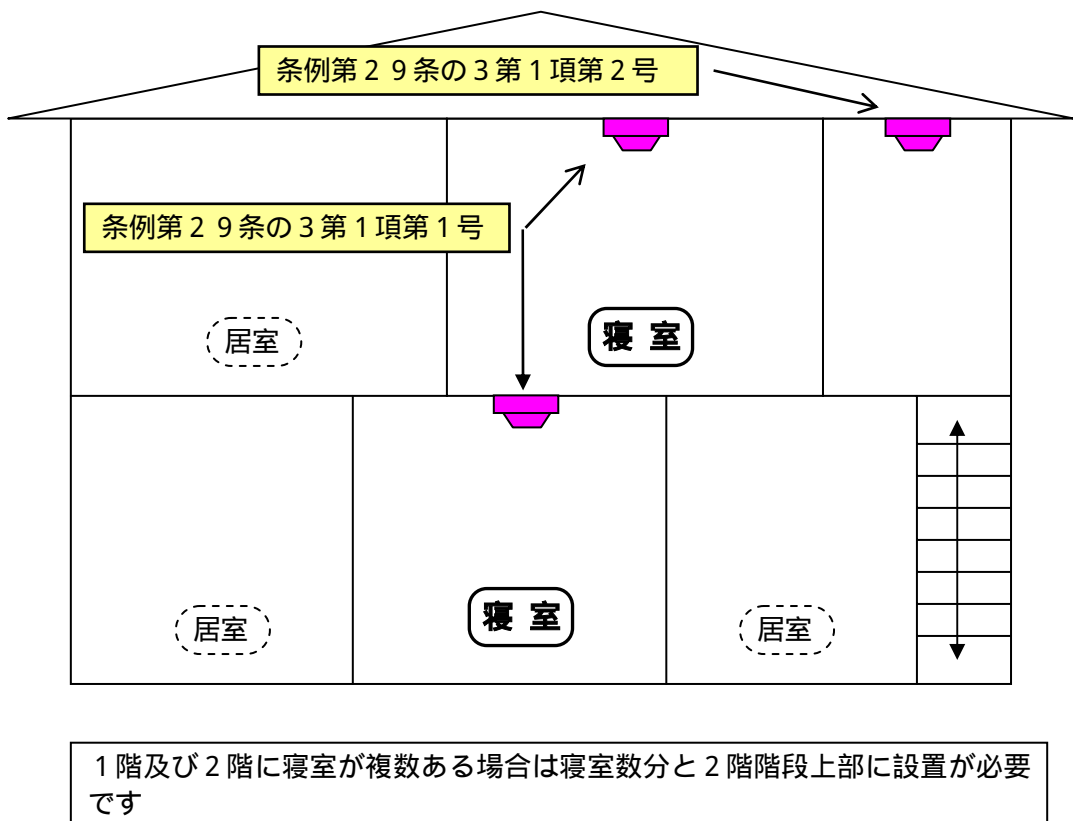 条例第２９条の３第１項第２号
条例第２９条の３第１項第１号
居室
寝 室
居室
寝 室
居室
１階及び２階に寝室が複数ある場合は寝室数分と２階階段上部に設置が必要
です